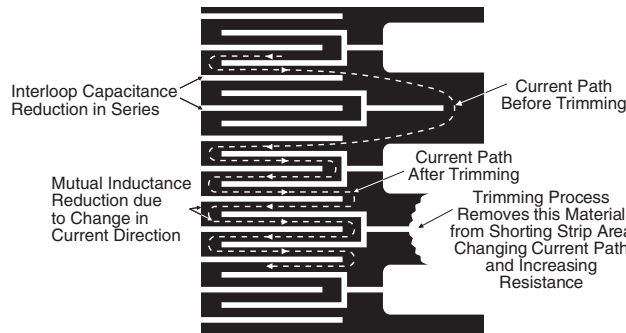 Interloop Capacitance
Reduction in Series
Current Path
Before Trimming
Current Path
After Trimming
Mutual Inductance
Reduction due
to Change in
Current Direction
Trimming Process
Removes this Material
from Shorting Strip Area
Changing Current Path
and Increasing
Resistance